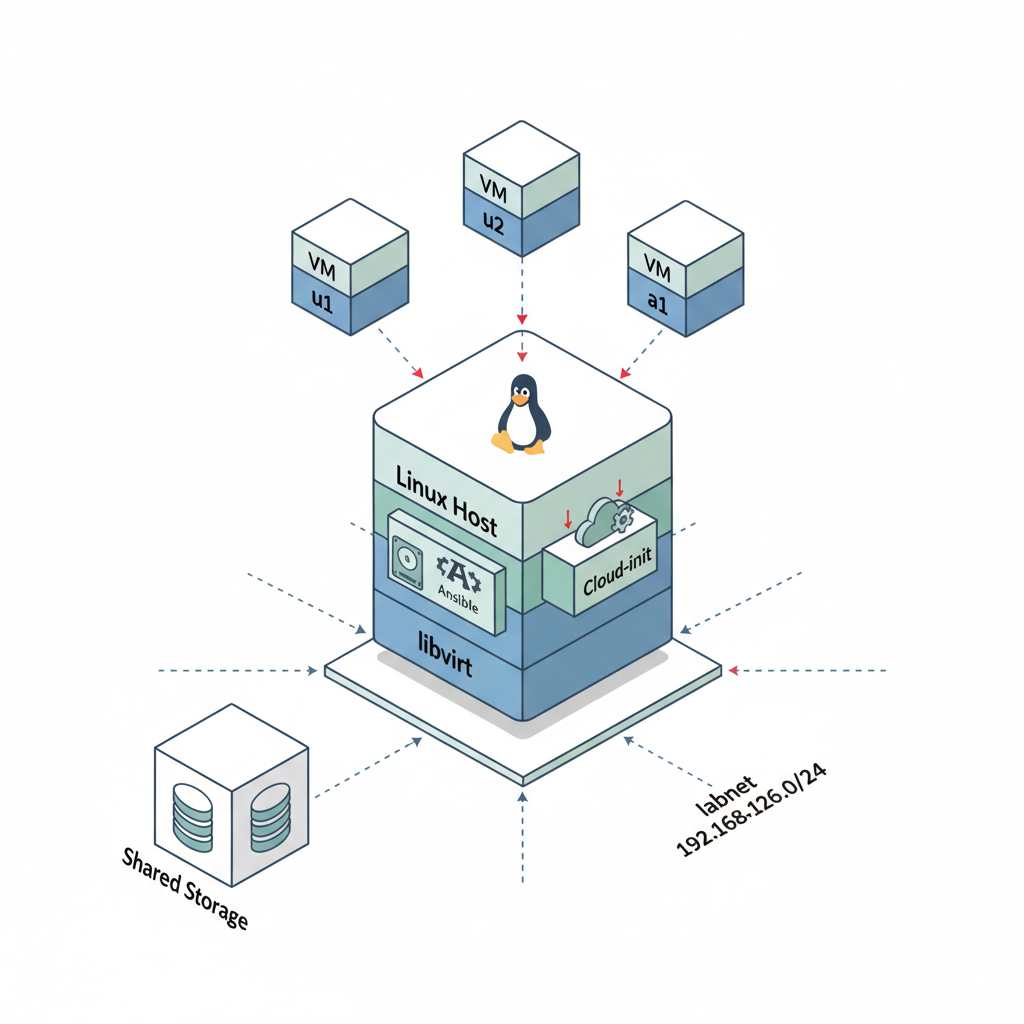 VM
u2
VM
u1
VM
a1
Linux Host
Ansible
Cloud-init
libvirt
labnet
192.168.126.0/24
Shared Storage